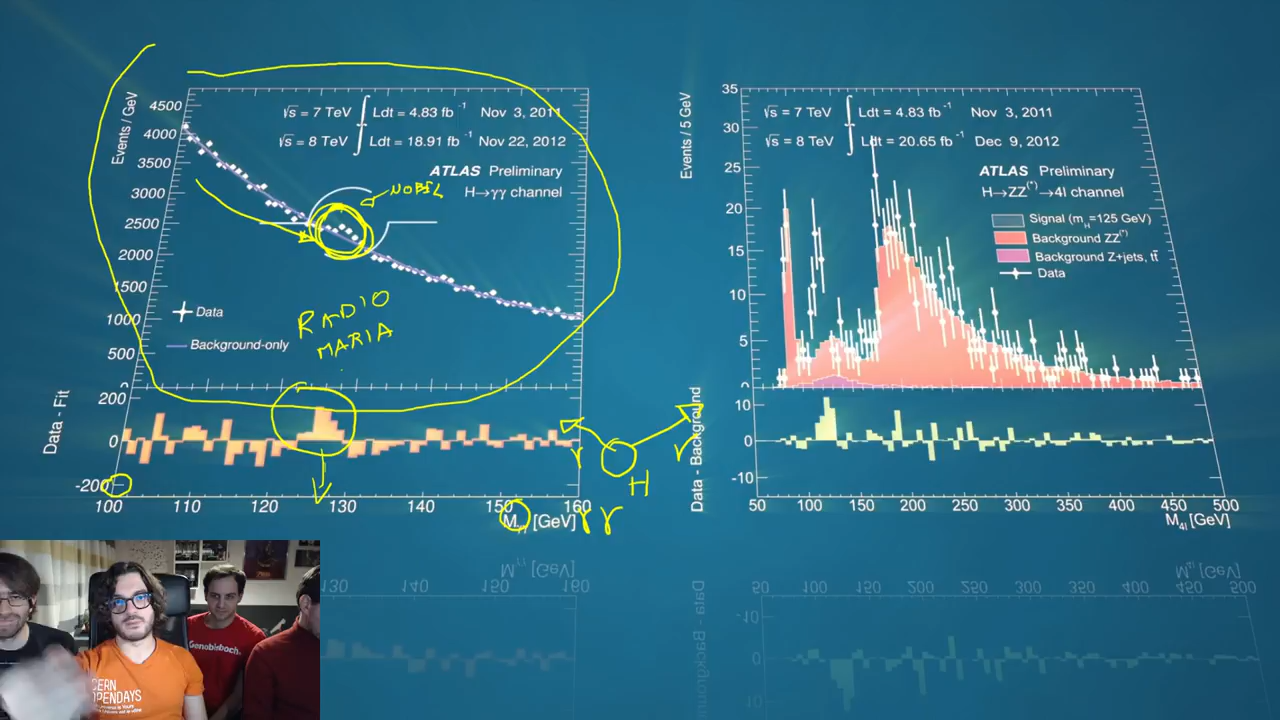 Events / GeV
4500
4000
3500
3000
2500
2000
1500
1000
500
0
√s = 7 TeV ∫ Ldt = 4.83 fb⁻¹ Nov 3, 2011
√s = 8 TeV ∫ Ldt = 18.91 fb⁻¹ Nov 22, 2012
ATLAS Preliminary
H→γγ channel
NOBEL
RADIO
MARIA
Data
Background-only
Data - Fit
200
0
-200
100 110 120 130 140 150 160
M [GeV] γγ
γ H γ
Events / 5 GeV
35
30
25
20
15
10
5
0
√s = 7 TeV ∫ Ldt = 4.83 fb⁻¹ Nov 3, 2011
√s = 8 TeV ∫ Ldt = 20.65 fb⁻¹ Dec 9, 2012
ATLAS Preliminary
H→ZZ(*)→4l channel
Signal (mH=125 GeV)
Background ZZ(*)
Background Z+jets, tt̄
Data
Data - Background
10
0
-10
50 100 150 200 250 300 350 400 450 500
M4l [GeV]
Genobisboch.
CERN
OPENDAYS